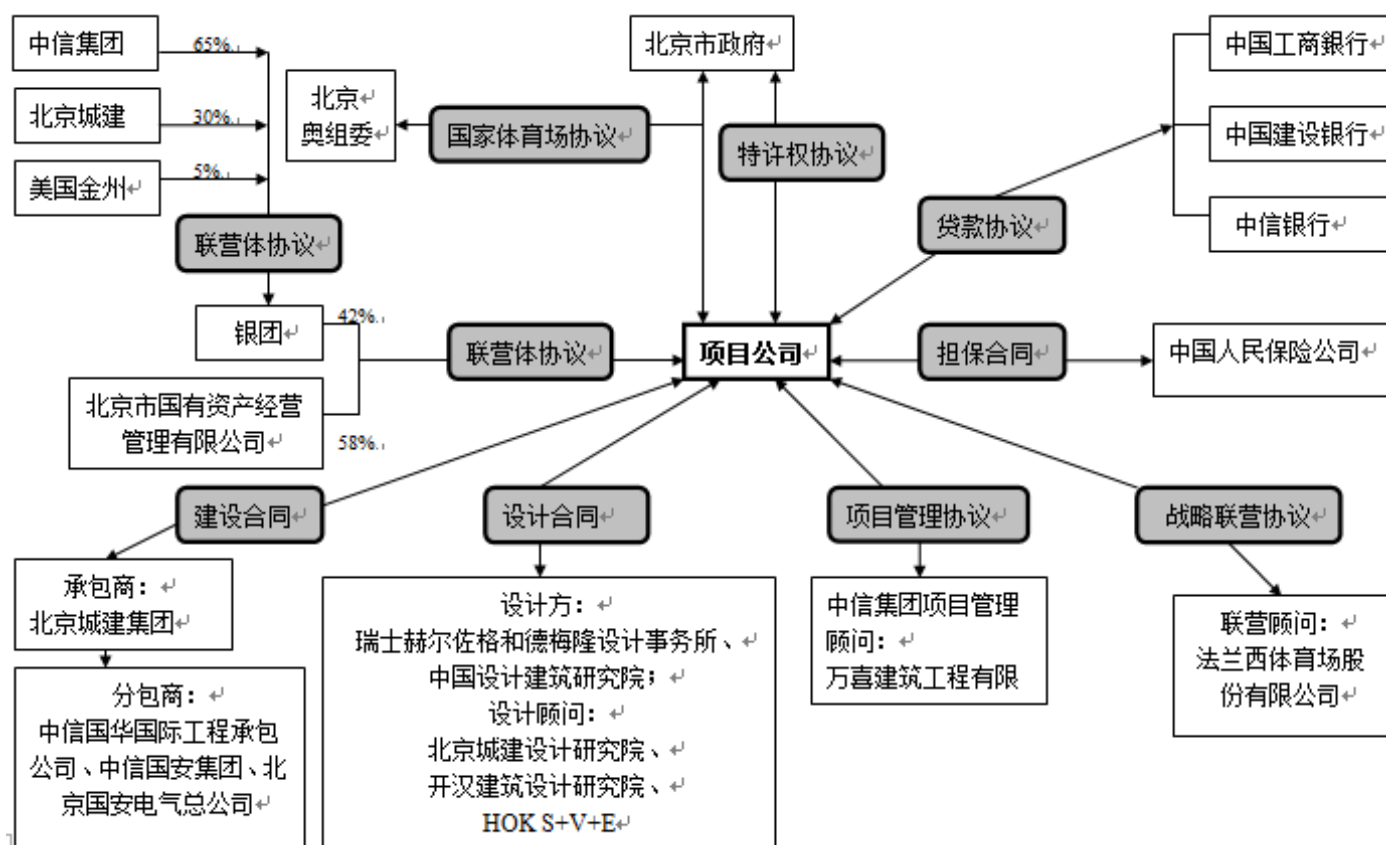 中信集团
65%
北京市政府
中国工商銀行
北京
奥组委
北京城建
30%
国家体育场协议
特许权协议
中国建设银行
美国金州
5%
联营体协议
贷款协议
中信银行
银团
42%
联营体协议
项目公司
担保合同
中国人民保险公司
北京市国有资产经营
管理有限公司
58%
建设合同
设计合同
项目管理协议
战略联营协议
承包商：
北京城建集团
分包商：
中信国华国际工程承包
公司、中信国安集团、北
京国安电气总公司
设计方：
瑞士赫尔佐格和德梅隆设计事务所、
中国设计建筑研究院；
设计顾问：
北京城建设计研究院、
开汉建筑设计研究院、
HOK S+V+E
中信集团项目管理
顾问：
万喜建筑工程有限
联营顾问：
法兰西体育场股
份有限公司